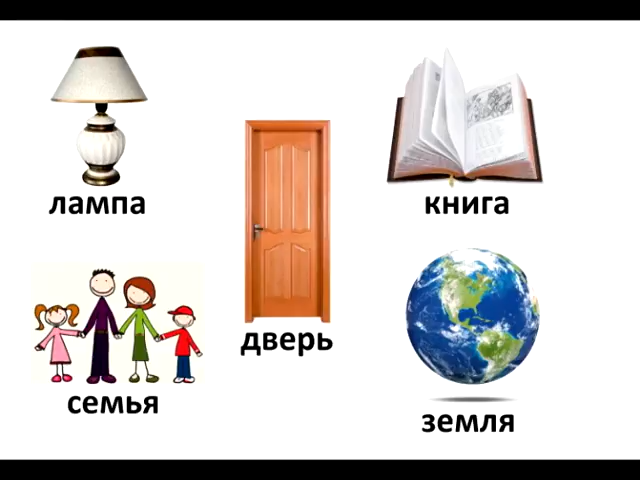 лампа
книга
дверь
семья
земля